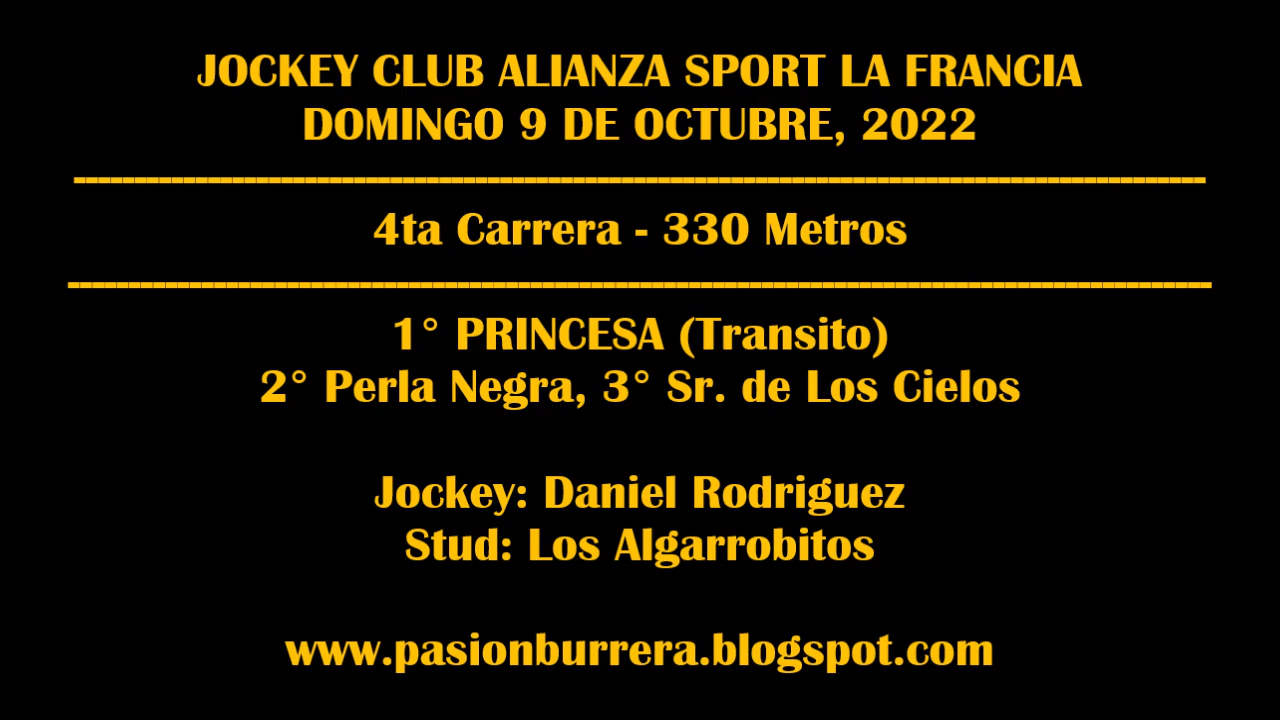 JOCKEY CLUB ALIANZA SPORT LA FRANCIA
DOMINGO 9 DE OCTUBRE, 2022
4ta Carrera - 330 Metros
1° PRINCESA (Transito)
2° Perla Negra, 3° Sr. de Los Cielos
Jockey: Daniel Rodriguez
Stud: Los Algarrobitos
www.pasionburrera.blogspot.com